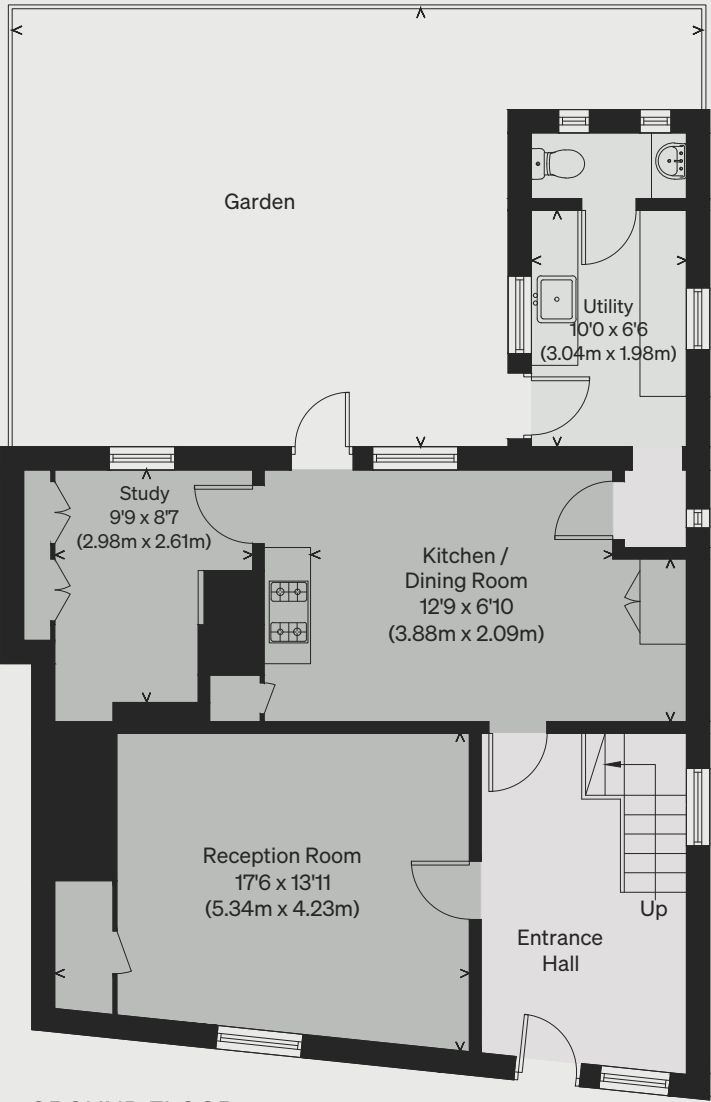 Garden
Utility
10'0 x 6'6
(3.04m x 1.98m)
Study
9'9 x 8'7
(2.98m x 2.61m)
Kitchen /
Dining Room
12'9 x 6'10
(3.88m x 2.09m)
Reception Room
17'6 x 13'11
(5.34m x 4.23m)
Up
Entrance
Hall
GROUND FLOOR